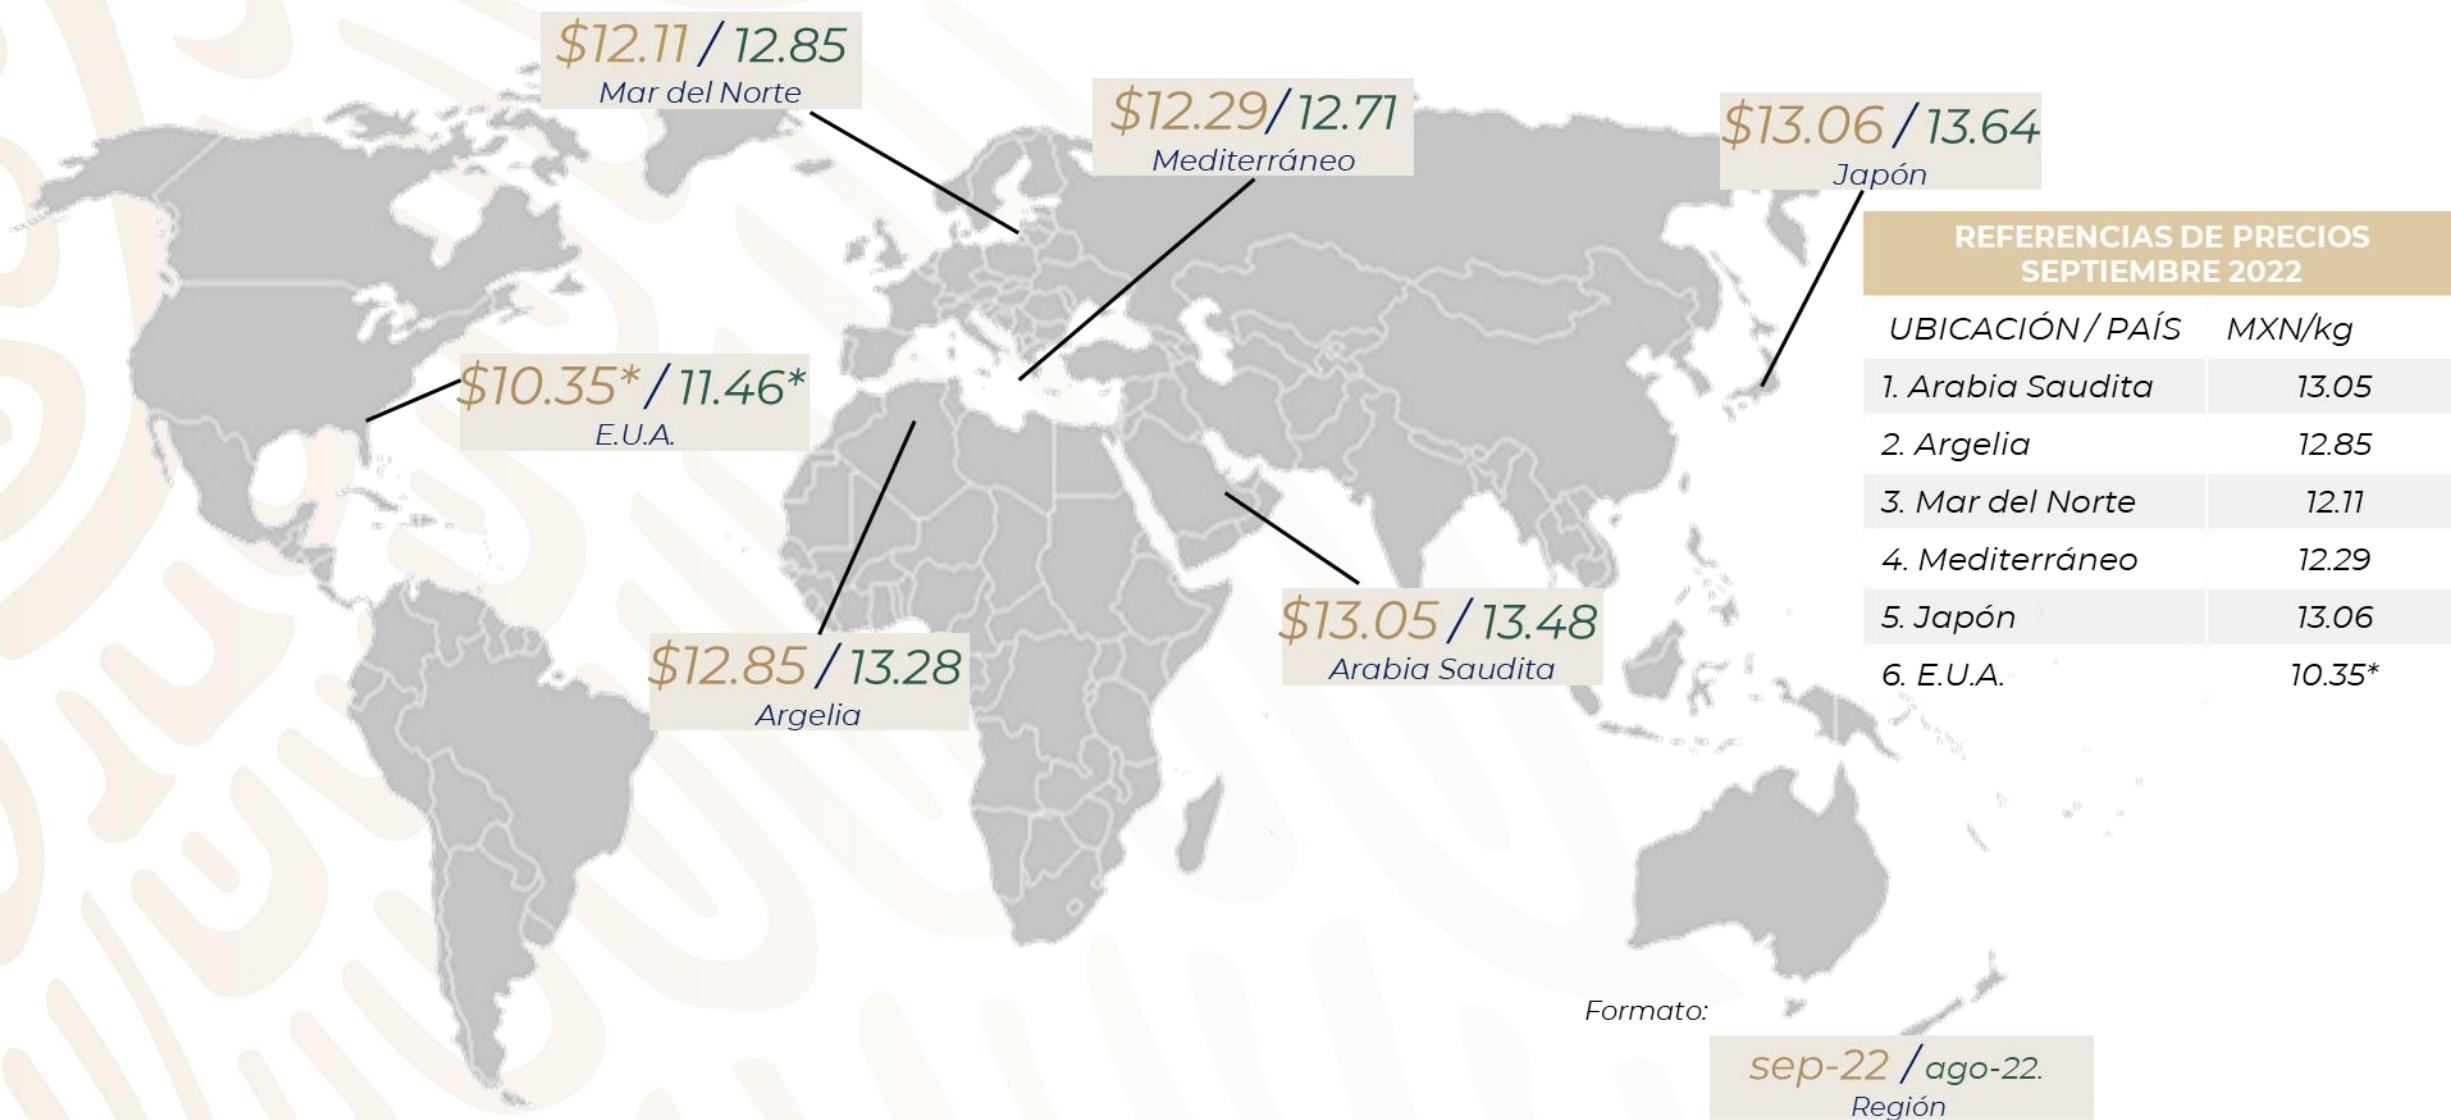 $12.11 / 12.85
Mar del Norte
$12.29/ 12.71
Mediterráneo
$13.06 / 13.64
Japón
$10.35* / 11.46*
E.U.A.
$12.85 / 13.28
Argelia
$13.05 / 13.48
Arabia Saudita
REFERENCIAS DE PRECIOS
SEPTIEMBRE 2022
UBICACIÓN / PAÍS MXN/kg
1. Arabia Saudita 13.05
2. Argelia 12.85
3. Mar del Norte 12.11
4. Mediterráneo 12.29
5. Japón 13.06
6. E.U.A. 10.35*
Formato:
sep-22 / ago-22.
Región